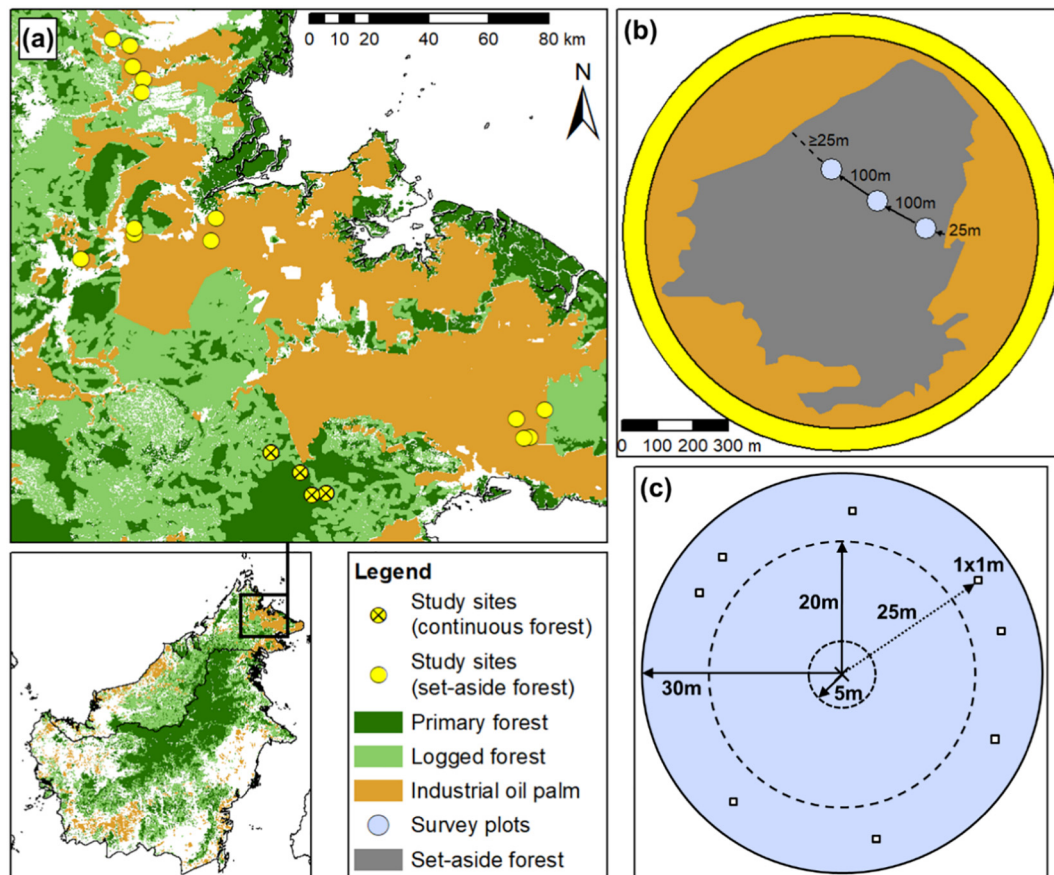 (a)
0 5 10 20 40 60 80 km
N
(b)
≥25m
100m
100m
25m
0 100 200 300 m
Legend
Study sites
(continuous forest)
Study sites
(set-aside forest)
Primary forest
Logged forest
Industrial oil palm
Survey plots
Set-aside forest
(c)
1x1m
20m
25m
30m
5m